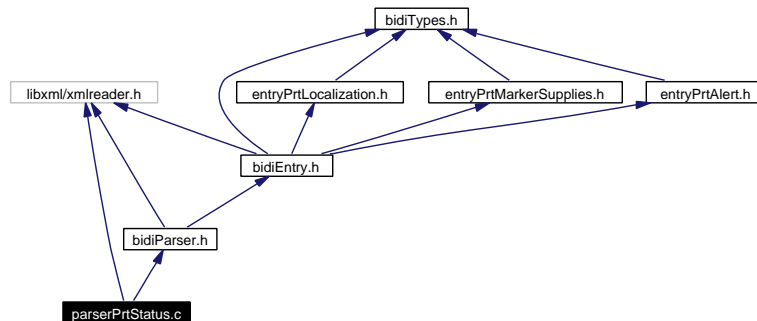 bidiTypes.h
libxml/xmlreader.h
entryPrtLocalization.h
entryPrtMarkerSupplies.h
entryPrtAlert.h
bidiEntry.h
bidiParser.h
parserPrtStatus.c